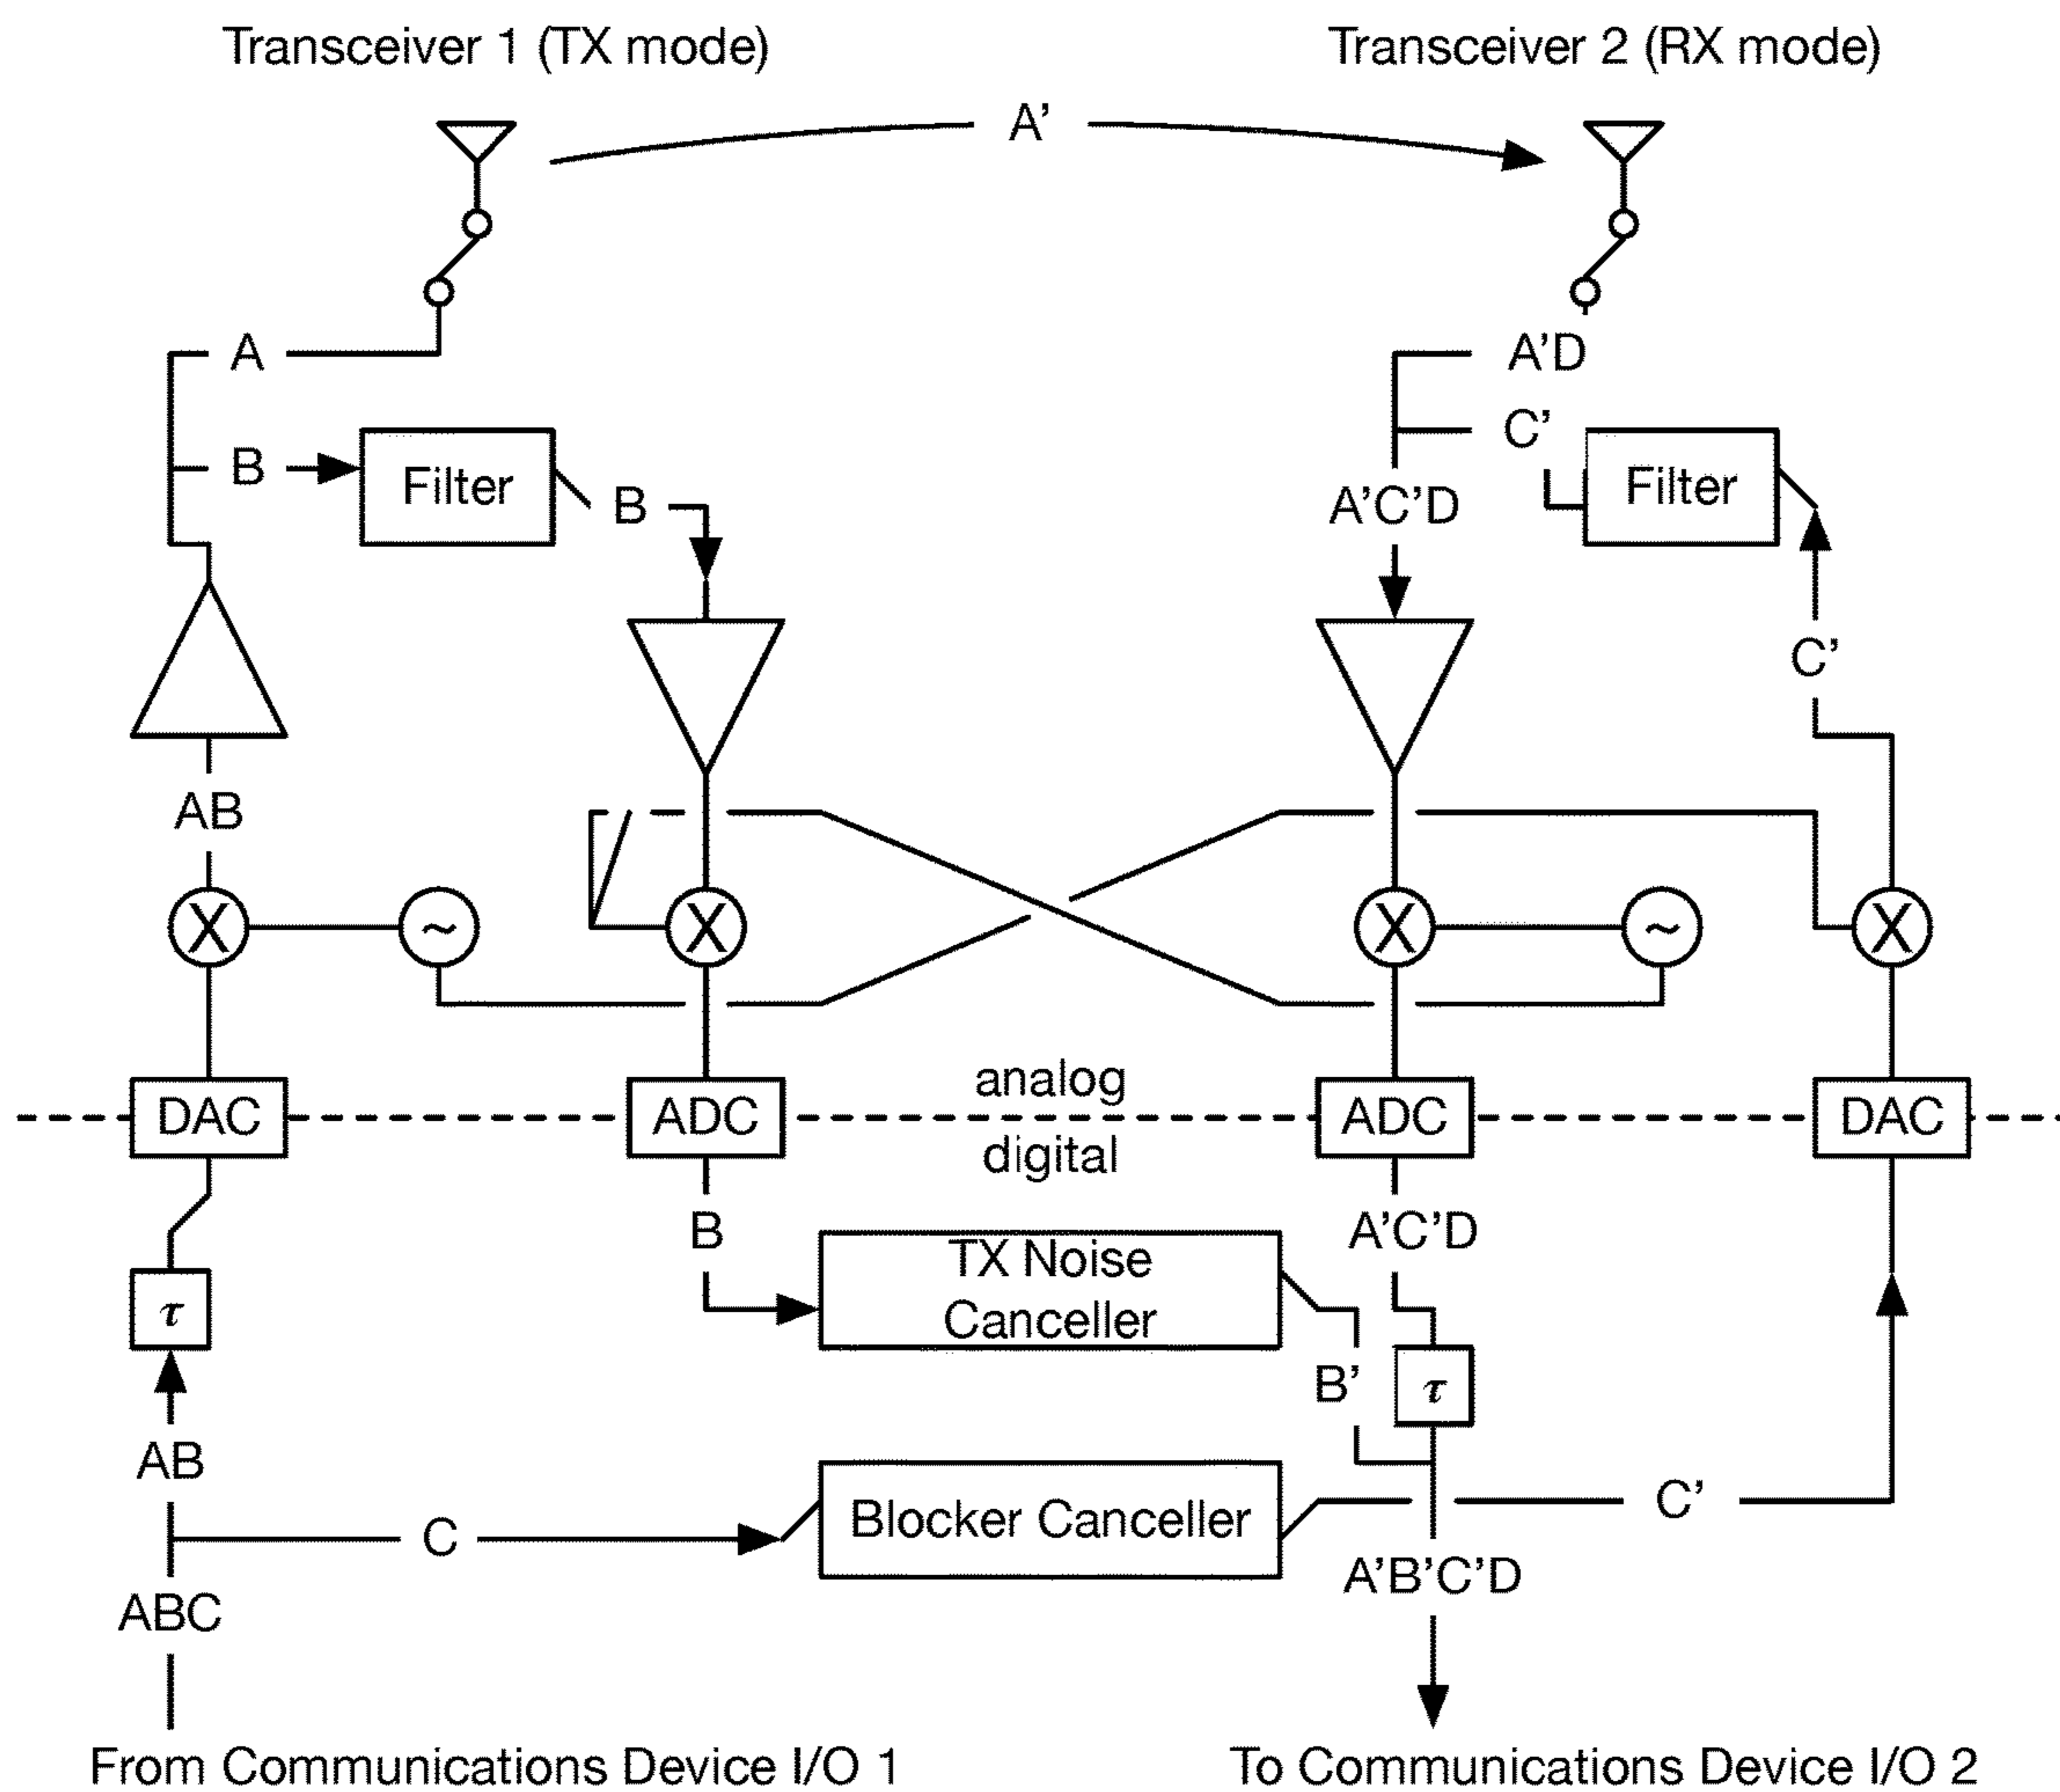 Transceiver 1 (TX mode)
Transceiver 2 (RX mode)
A'
A
A'D
C'
B
Filter
B
A'C'D
Filter
C'
AB
X
~
X
X
~
X
analog
DAC
ADC
ADC
DAC
digital
B
A'C'D
TX Noise
Canceller
τ
B'
τ
AB
Blocker Canceller
C'
C
A'B'C'D
ABC
From Communications Device I/O 1
To Communications Device I/O 2